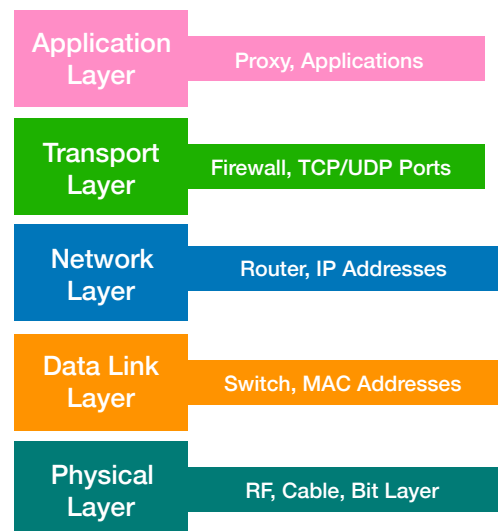 Application
Layer
Proxy, Applications
Transport
Layer
Firewall, TCP/UDP Ports
Network
Layer
Router, IP Addresses
Data Link
Layer
Switch, MAC Addresses
Physical
Layer
RF, Cable, Bit Layer